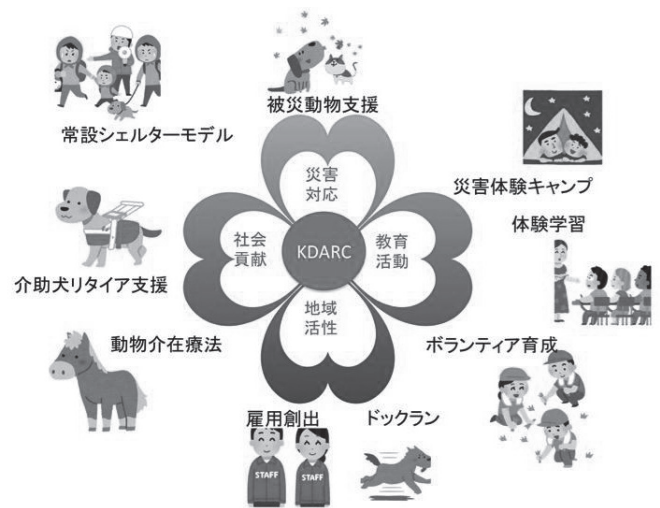 被災動物支援
常設シェルターモデル
災害
対応
災害体験キャンプ
体験学習
社会
貢献
KDARC
教育
活動
介助犬リタイア支援
地域
活性
動物介在療法
ボランティア育成
雇用創出
ドックラン
STAFF
STAFF